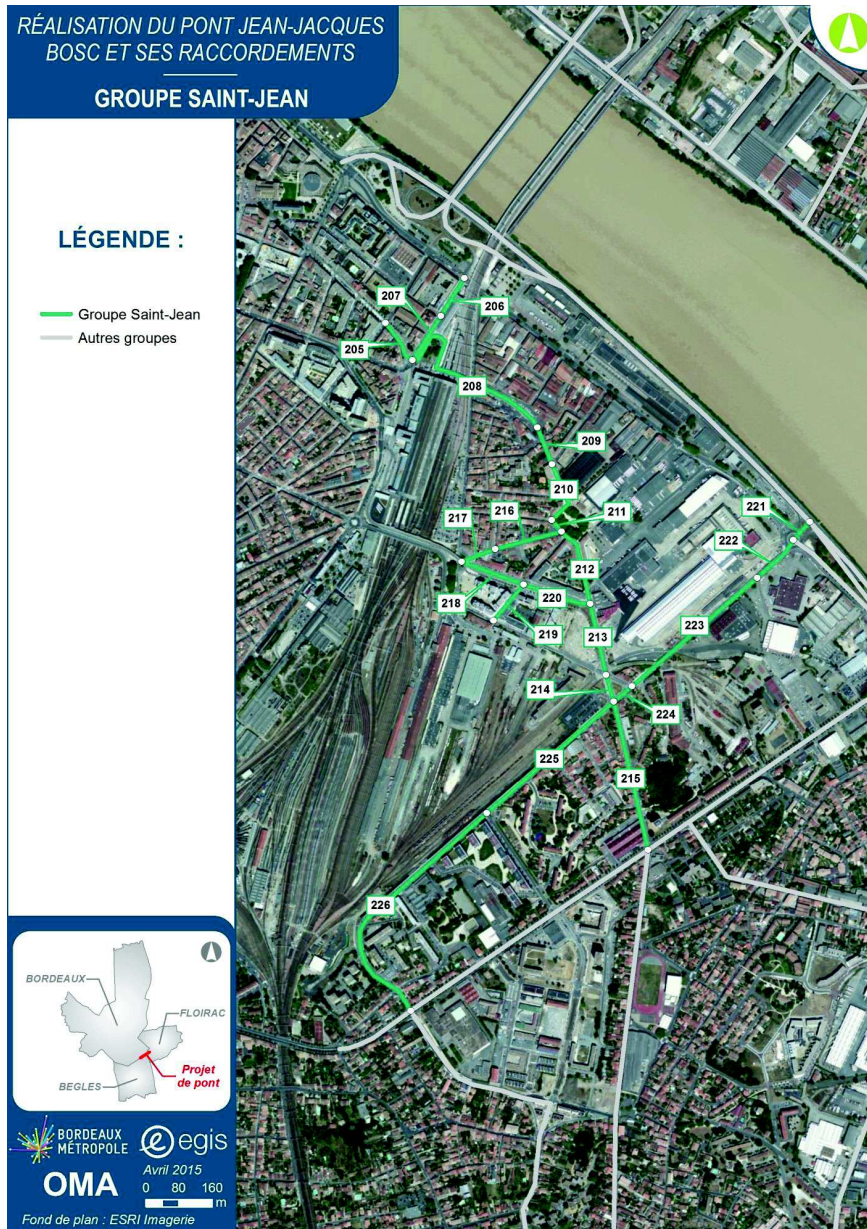 RÉALISATION DU PONT JEAN-JACQUES
BOSC ET SES RACCORDEMENTS
GROUPE SAINT-JEAN
LÉGENDE :
Groupe Saint-Jean
Autres groupes
207
206
205
208
209
210
216
211
217
221
222
212
218
220
223
219
213
214
224
225
215
226
BORDEAUX
FLOIRAC
BEGLES
Projet
de pont
BORDEAUX
MÉTROPOLE
egis
OMA
Avril 2015
0 80 160
m
Fond de plan : ESRI Imagerie